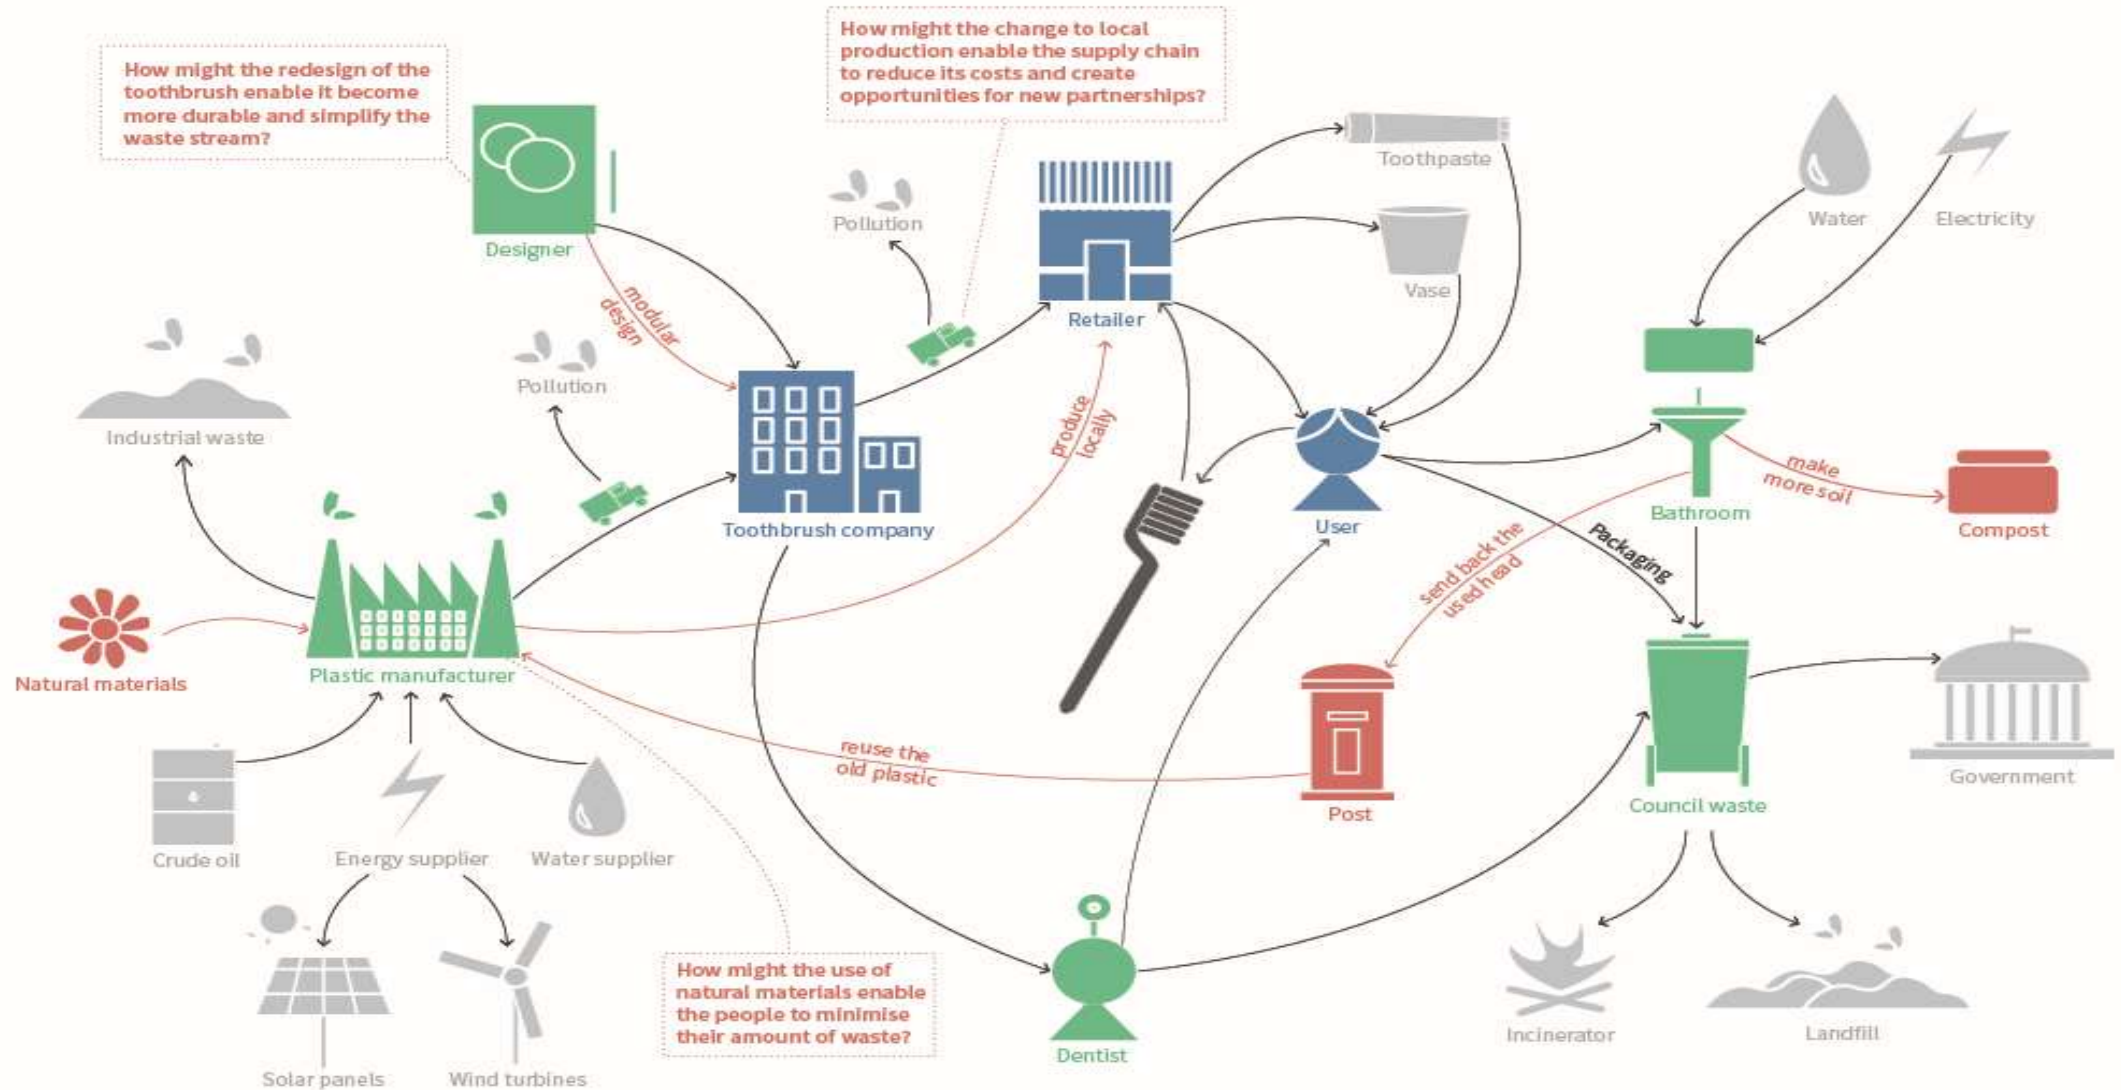 How might the redesign of the
toothbrush enable it become
more durable and simplify the
waste stream?
How might the change to local
production enable the supply chain
to reduce its costs and create
opportunities for new partnerships?
Toothpaste
Water
Electricity
Pollution
Designer
Vase
Retailer
modular
design
Pollution
Industrial waste
produce
locally
make
more soil
Bathroom
Compost
Toothbrush company
User
Packaging
send back the
used head
Natural materials
Plastic manufacturer
reuse the
old plastic
Post
Council waste
Government
Crude oil
Energy supplier
Water supplier
How might the use of
natural materials enable
the people to minimise
their amount of waste?
Dentist
Incinerator
Landfill
Solar panels
Wind turbines